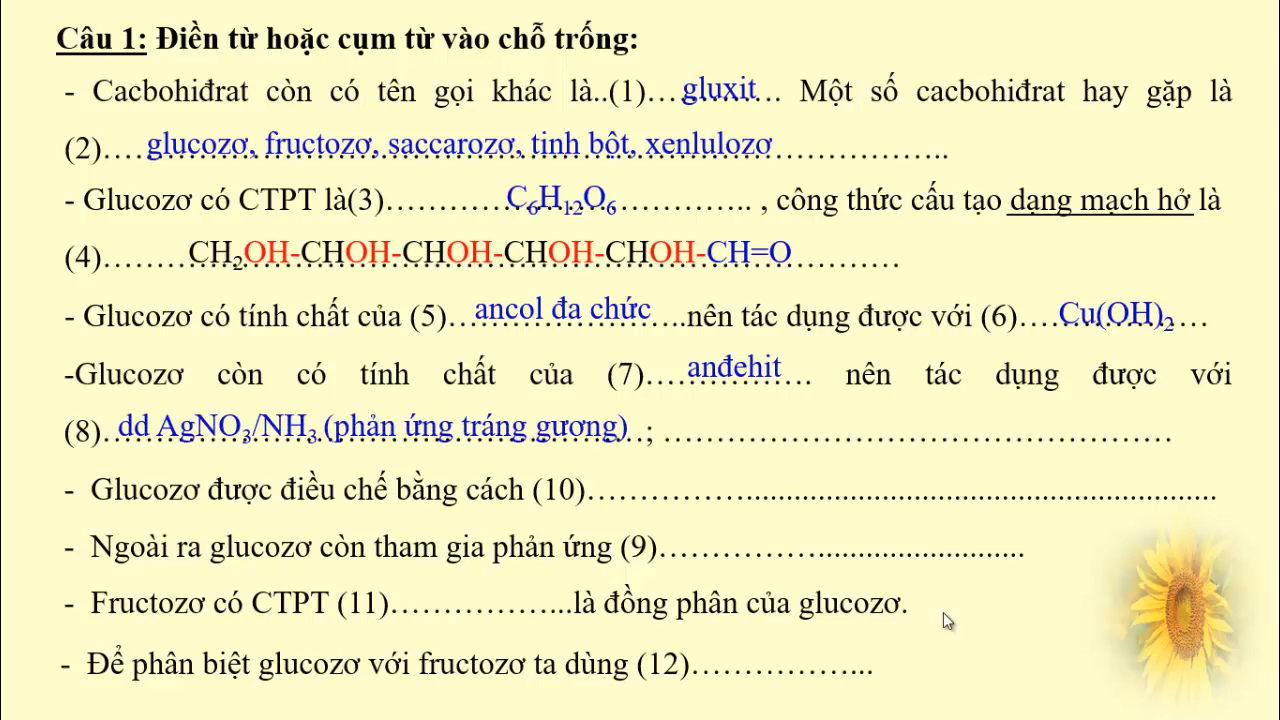 Câu 1: Điền từ hoặc cụm từ vào chỗ trống:
- Cacbohiđrat còn có tên gọi khác là..(1)…gluxit…. Một số cacbohiđrat hay gặp là
(2)….glucozơ, fructozơ, saccarozơ, tinh bột, xenlulozơ……………..
- Glucozơ có CTPT là(3)…………C₆H₁₂O₆………….. , công thức cấu tạo dạng mạch hở là
(4)………CH₂OH-CHOH-CHOH-CHOH-CHOH-CH=O…………
- Glucozơ có tính chất của (5)…ancol đa chức…..nên tác dụng được với (6)….Cu(OH)₂…
-Glucozơ còn có tính chất của (7)….anđehit…. nên tác dụng được với
(8)….dd AgNO₃/NH₃ (phản ứng tráng gương)….; …………………………………………
- Glucozơ được điều chế bằng cách (10)……………............................................................
- Ngoài ra glucozơ còn tham gia phản ứng (9)……………..........................
- Fructozơ có CTPT (11)……………...là đồng phân của glucozơ.
- Để phân biệt glucozơ với fructozơ ta dùng (12)……………...